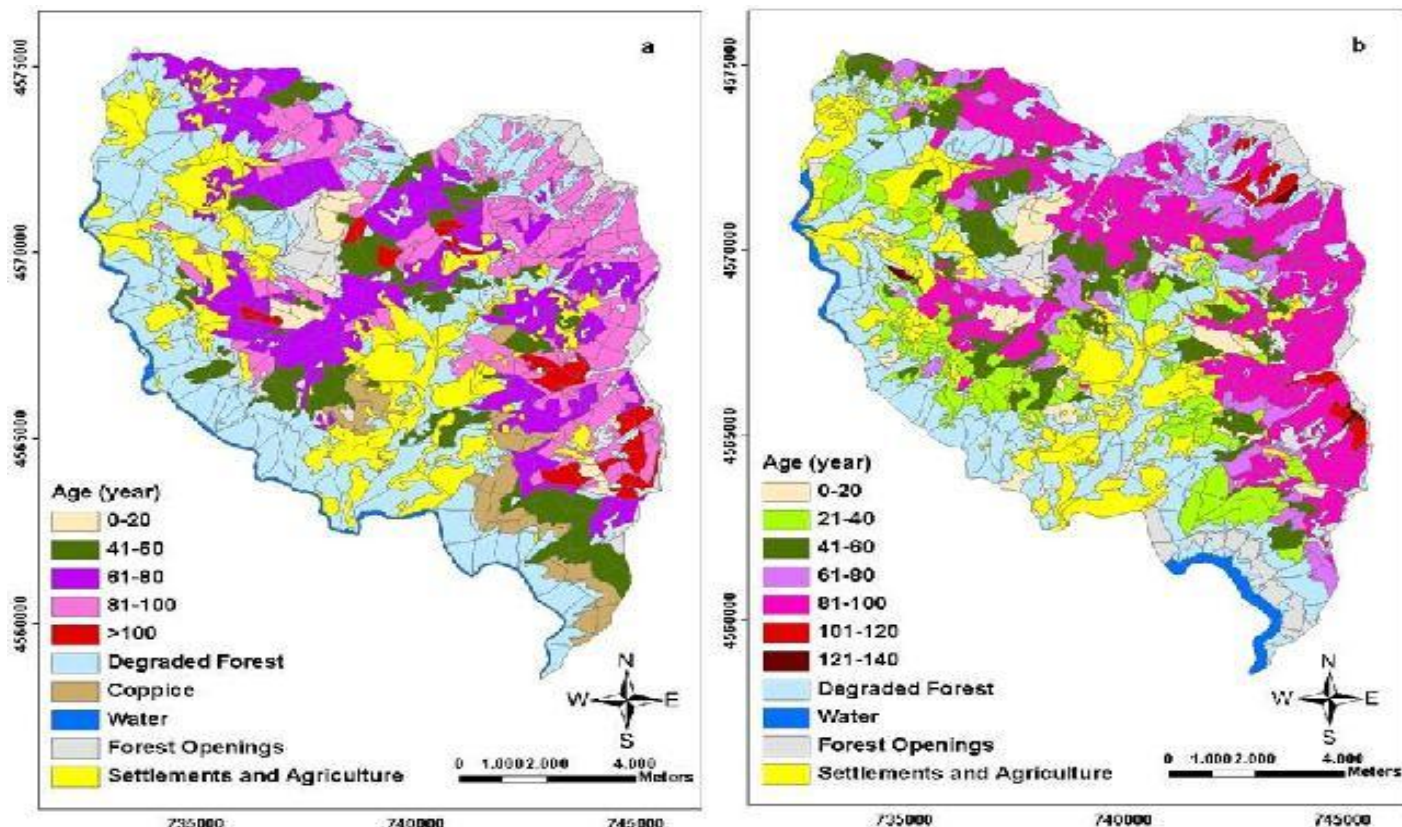 a
4575000
4570000
4565000
4560000
Age (year)
0-20
41-60
61-80
81-100
>100
Degraded Forest
Coppice
Water
Forest Openings
Settlements and Agriculture
N
W E
S
0 1.000 2.000 4.000
Meters
735000 740000 745000
b
4575000
4570000
4565000
4560000
Age (year)
0-20
21-40
41-60
61-80
81-100
101-120
121-140
Degraded Forest
Water
Forest Openings
Settlements and Agriculture
N
W E
S
0 1.000 2.000 4.000
Meters
735000 740000 745000